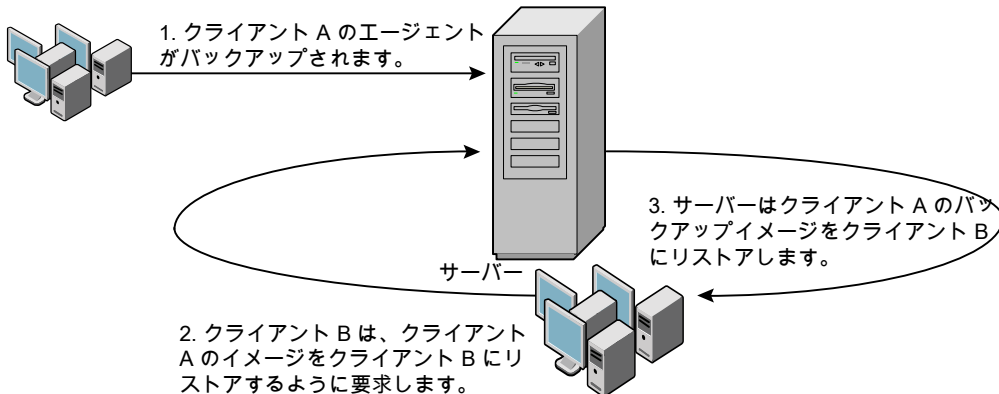 1. クライアント A のエージェント
がバックアップされます。
3. サーバーはクライアント A のバッ
クアップイメージをクライアント B
にリストアします。
サーバー
2. クライアント B は、クライアント
A のイメージをクライアント B にリ
ストアするように要求します。